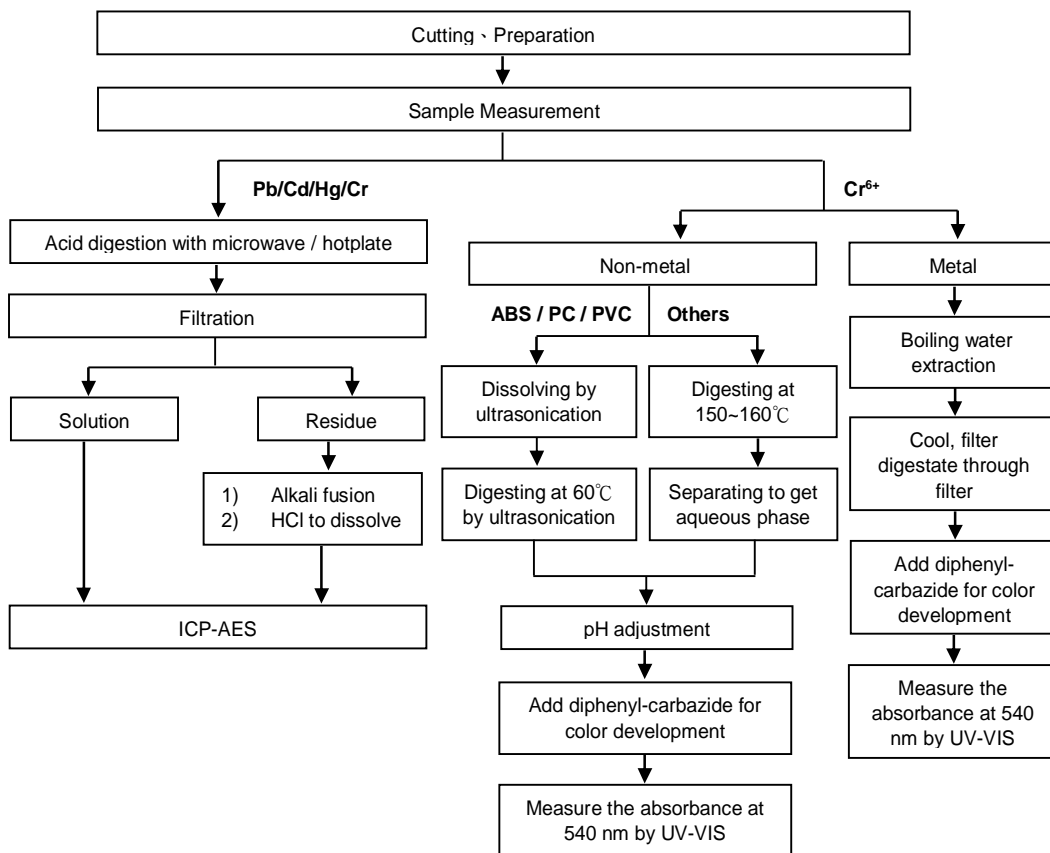 Cutting、Preparation
Sample Measurement
Pb/Cd/Hg/Cr
Cr⁶⁺
Acid digestion with microwave / hotplate
Non-metal
Metal
Filtration
ABS / PC / PVC
Others
Boiling water
extraction
Solution
Residue
Dissolving by
ultrasonication
Digesting at
150~160℃
Cool, filter
digestate through
filter
1) Alkali fusion
2) HCl to dissolve
Digesting at 60℃
by ultrasonication
Separating to get
aqueous phase
Add diphenyl-
carbazide for color
development
ICP-AES
pH adjustment
Add diphenyl-carbazide for
color development
Measure the
absorbance at 540
nm by UV-VIS
Measure the absorbance at
540 nm by UV-VIS